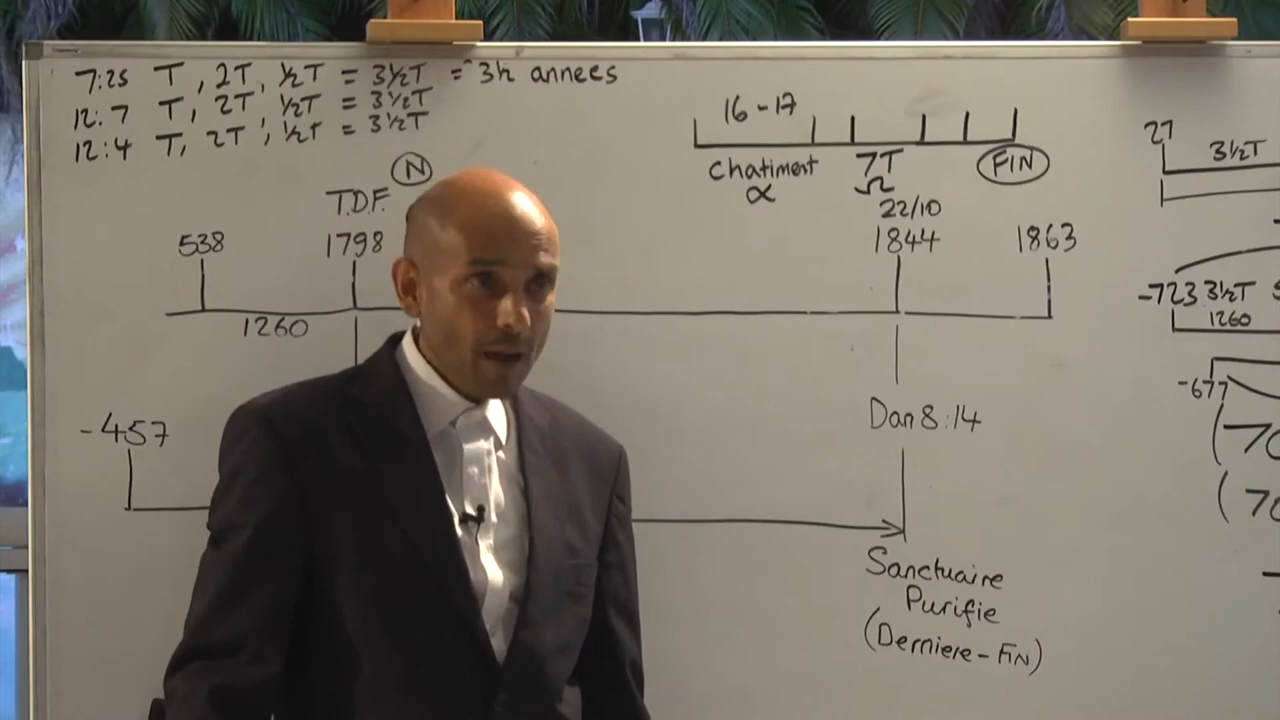 7:25 T, 2T, ½T = 3½T = 3½ annees
12:7 T, 2T, ½T = 3½T
12:4 T, 2T, ½T = 3½T
N
T.D.F.
538 1798
1260
16-17
chatiment 7T FIN
α Ω
22/10
1844 1863
-457
Dan 8:14
Sanctuaire
Purifie
(Derniere-FIN)
27
3½T
-723 3½T
1260
-677
(70
(70